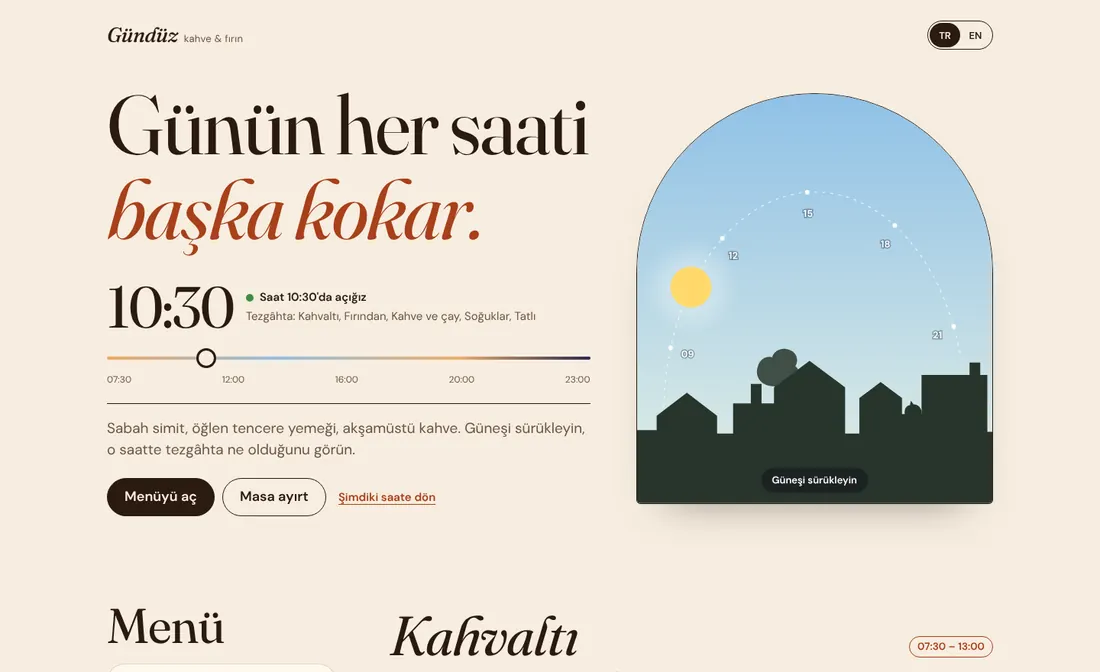 Gündüz kahve & fırın
TR EN
Günün her saati
başka kokar.
10:30
Saat 10:30'da açığız
Tezgâhta: Kahvaltı, Fırından, Kahve ve çay, Soğuklar, Tatlı
07:30 12:00 16:00 20:00 23:00
Sabah simit, öğlen tencere yemeği, akşamüstü kahve. Güneşi sürükleyin,
o saatte tezgâhta ne olduğunu görün.
Menüyü aç Masa ayırt Şimdiki saate dön
09
12
15
18
21
Güneşi sürükleyin
Menü
Kahvaltı
07:30 – 13:00